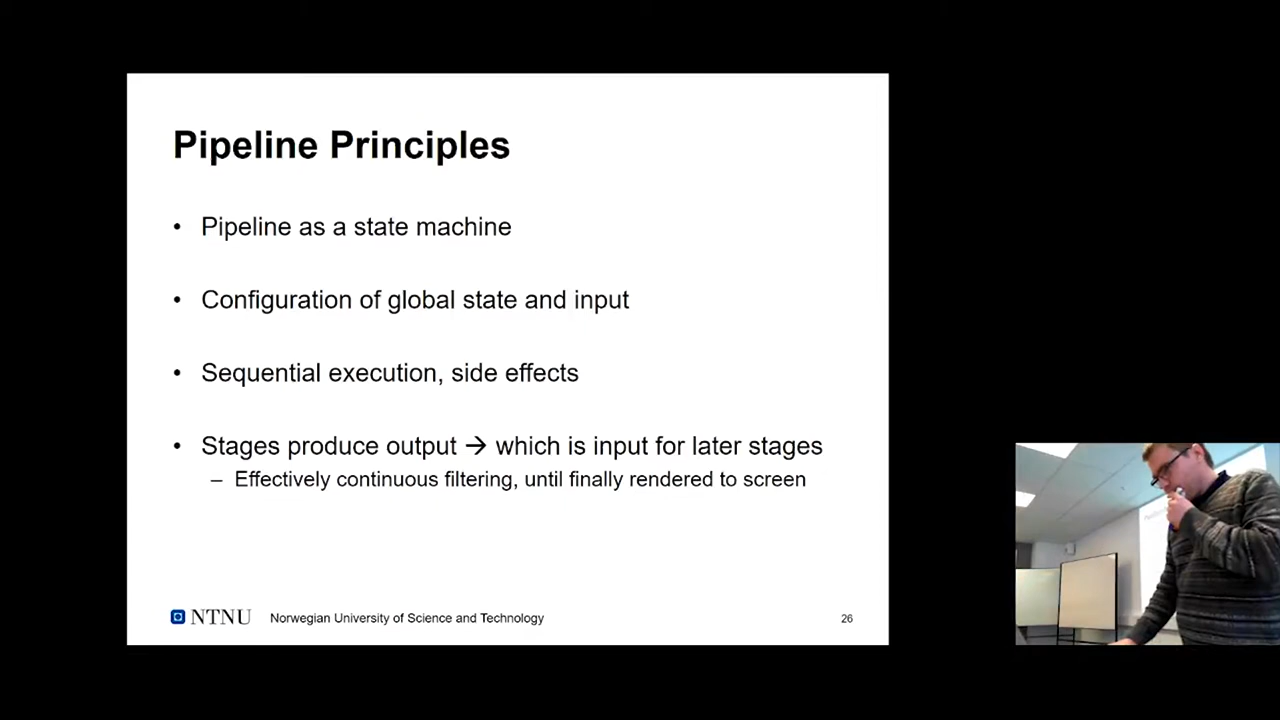 Pipeline Principles
• Pipeline as a state machine
• Configuration of global state and input
• Sequential execution, side effects
• Stages produce output → which is input for later stages
– Effectively continuous filtering, until finally rendered to screen
NTNU Norwegian University of Science and Technology 26